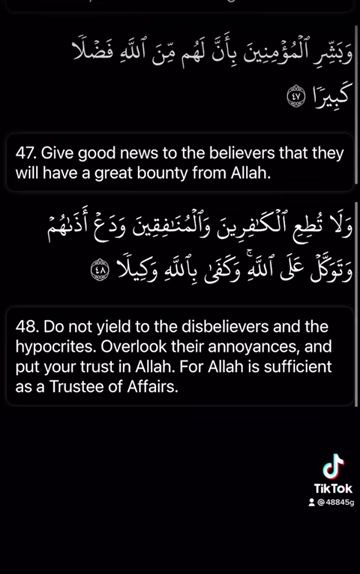 وَبَشِّرِ ٱلْمُؤْمِنِينَ بِأَنَّ لَهُم مِّنَ ٱللَّهِ فَضْلًا
كَبِيرًا ٤٧
47. Give good news to the believers that they
will have a great bounty from Allah.
وَلَا تُطِعِ ٱلْكَـٰفِرِينَ وَٱلْمُنَـٰفِقِينَ وَدَعْ أَذَىٰهُمْ
وَتَوَكَّلْ عَلَى ٱللَّهِ ۚ وَكَفَىٰ بِٱللَّهِ وَكِيلًا ٤٨
48. Do not yield to the disbelievers and the
hypocrites. Overlook their annoyances, and
put your trust in Allah. For Allah is sufficient
as a Trustee of Affairs.
TikTok
@48845g